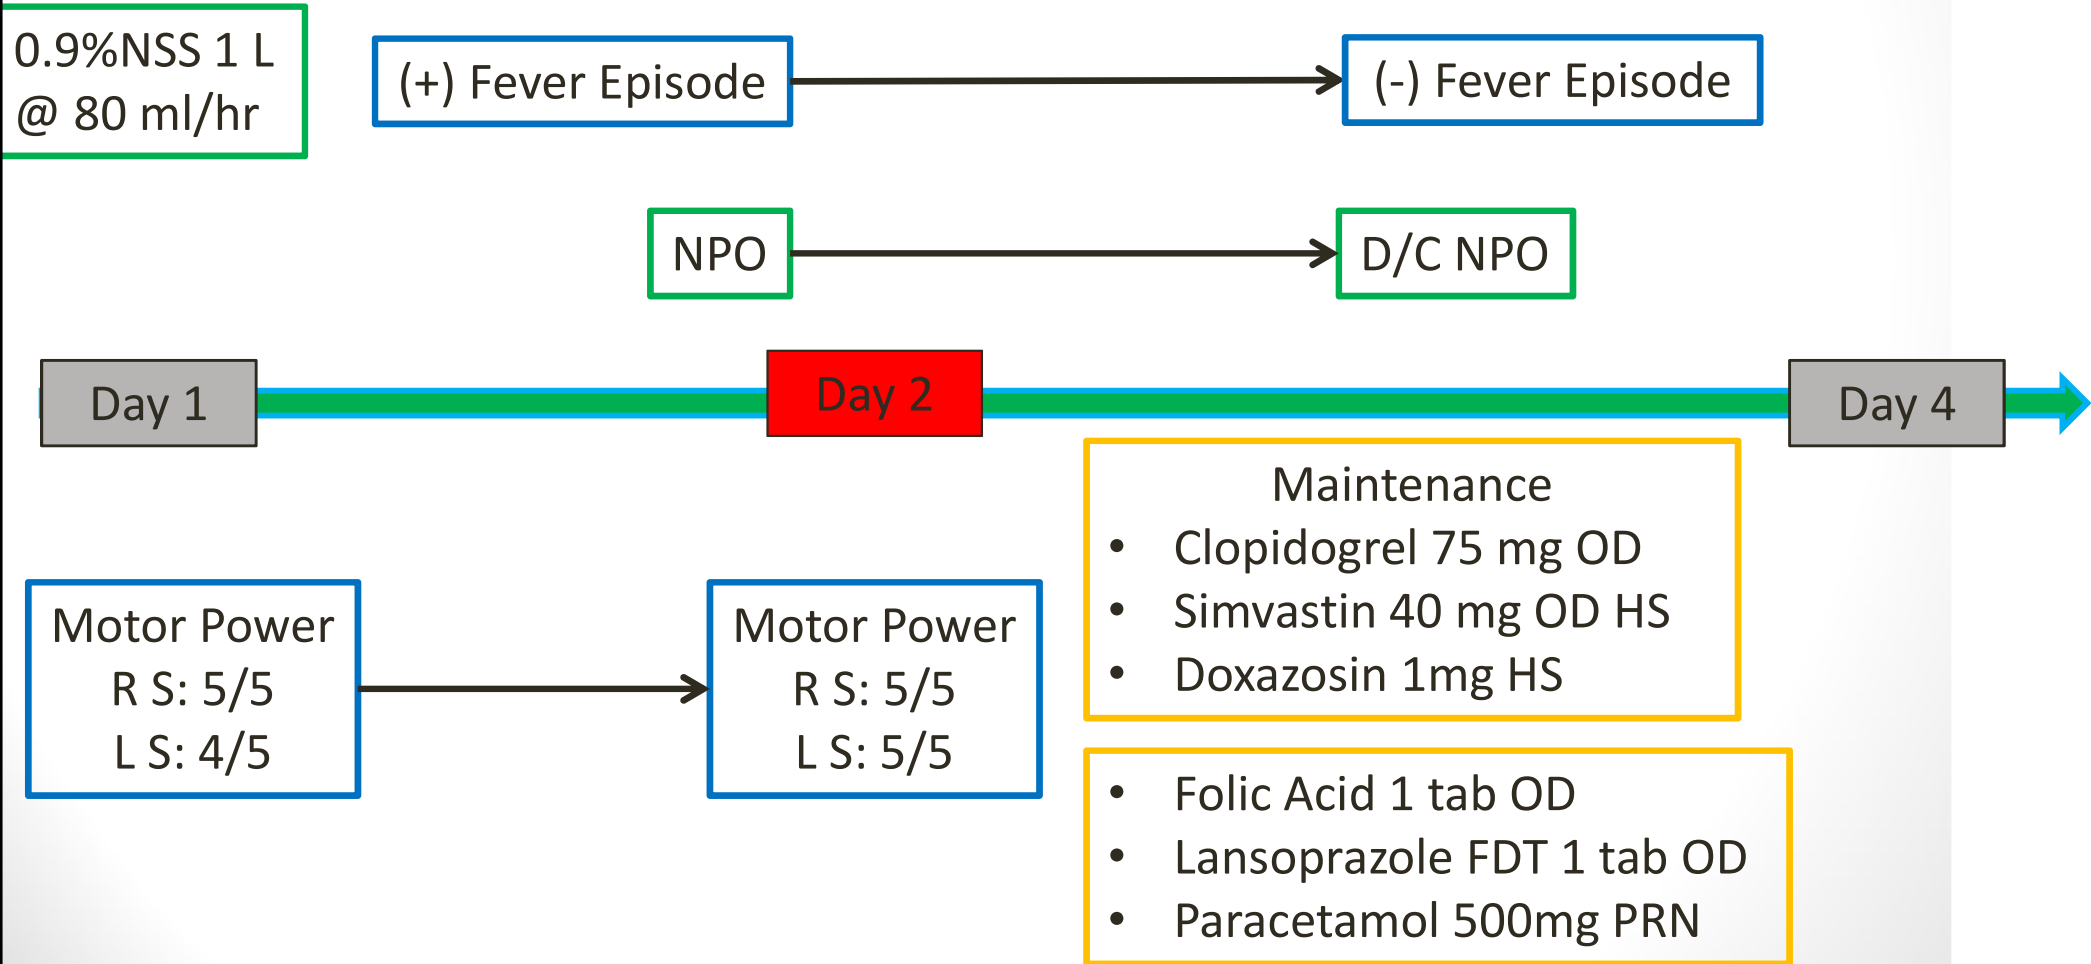 0.9%NSS 1 L
@ 80 ml/hr
(+) Fever Episode
(-) Fever Episode
NPO
D/C NPO
Day 1
Day 2
Day 4
Motor Power
R S: 5/5
L S: 4/5
Motor Power
R S: 5/5
L S: 5/5
Maintenance
• Clopidogrel 75 mg OD
• Simvastin 40 mg OD HS
• Doxazosin 1mg HS
• Folic Acid 1 tab OD
• Lansoprazole FDT 1 tab OD
• Paracetamol 500mg PRN